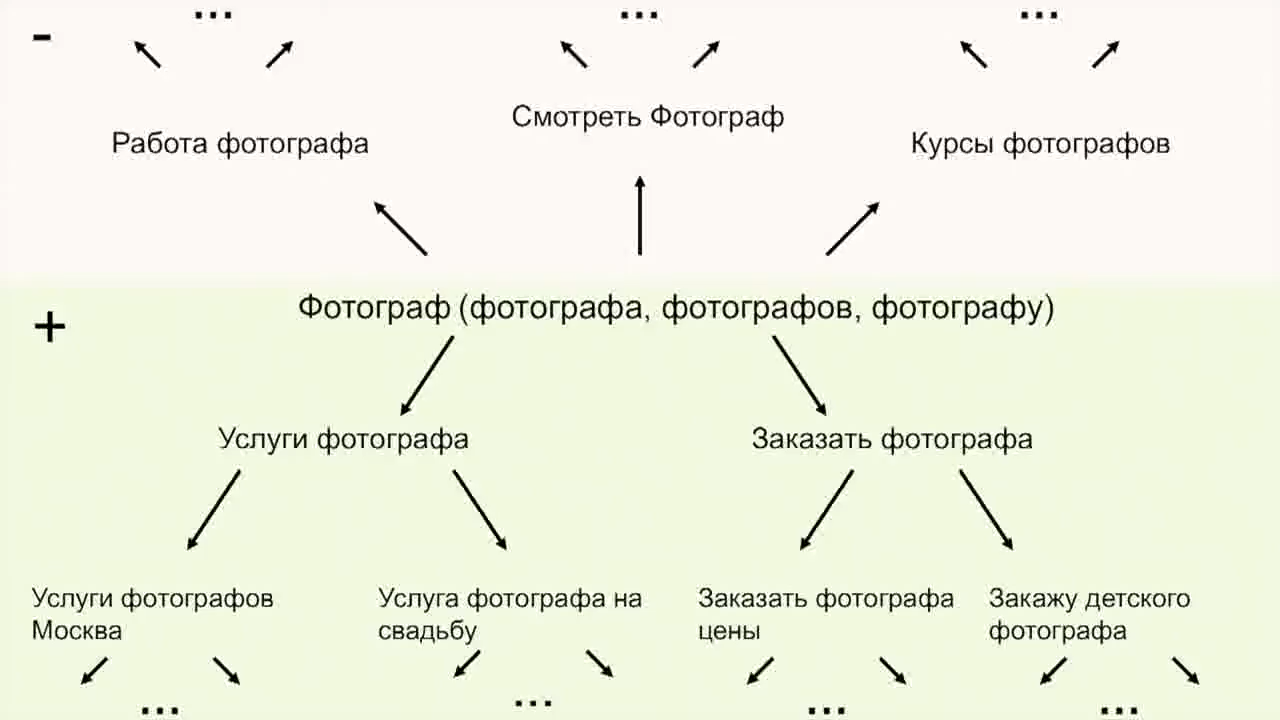 ... ... ...
-
Смотреть Фотограф
Работа фотографа
Курсы фотографов
Фотограф (фотографа, фотографов, фотографу)
+
Услуги фотографа
Заказать фотографа
Услуги фотографов
Москва
Услуга фотографа на
свадьбу
Заказать фотографа
цены
Закажу детского
фотографа
... ... ... ...